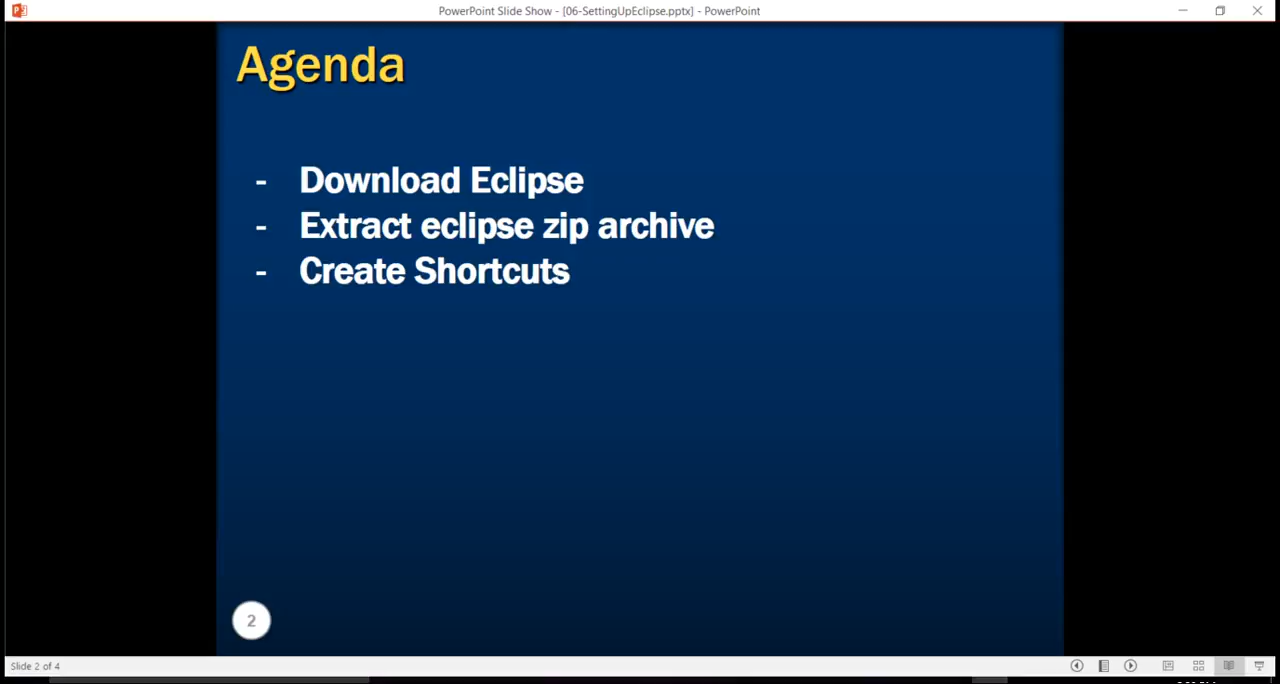 PowerPoint Slide Show - [06-SettingUpEclipse.pptx] - PowerPoint
Agenda
- Download Eclipse
- Extract eclipse zip archive
- Create Shortcuts
2
Slide 2 of 4